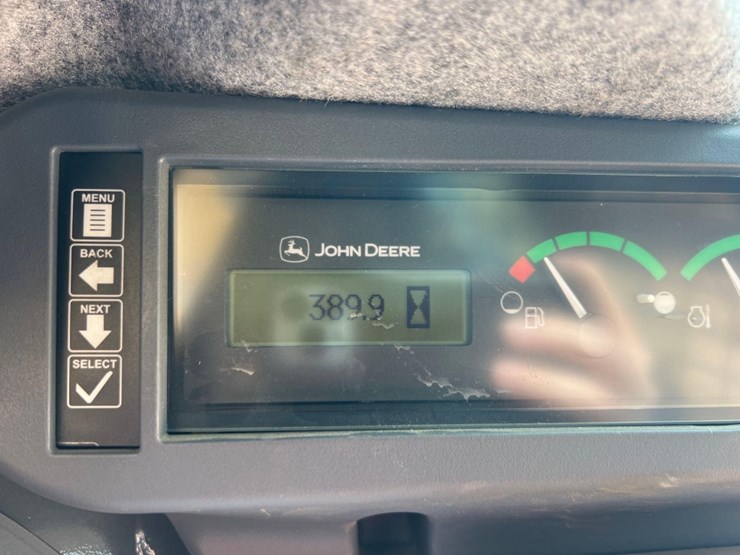 MENU
BACK
NEXT
SELECT
JOHN DEERE
389.9